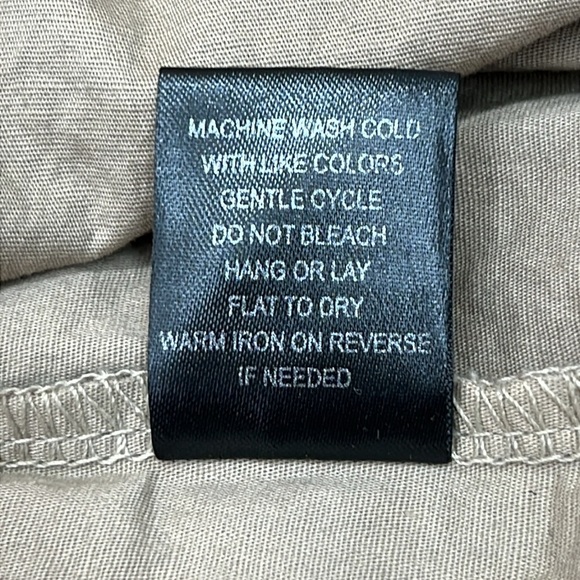 MACHINE WASH COLD
WITH LIKE COLORS
GENTLE CYCLE
DO NOT BLEACH
HANG OR LAY
FLAT TO DRY
WARM IRON ON REVERSE
IF NEEDED